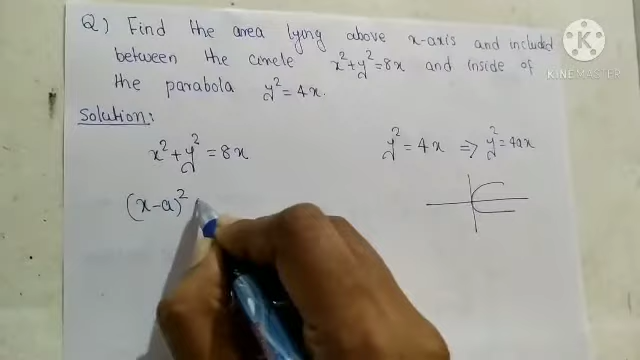 Q) Find the area lying above x-axis and included
between the circle x²+y²=8x and inside of
the parabola y²=4x.
Solution:
x²+y²=8x
y²=4x ⇒ y²=4ax
(x-a)²
KINEMASTER